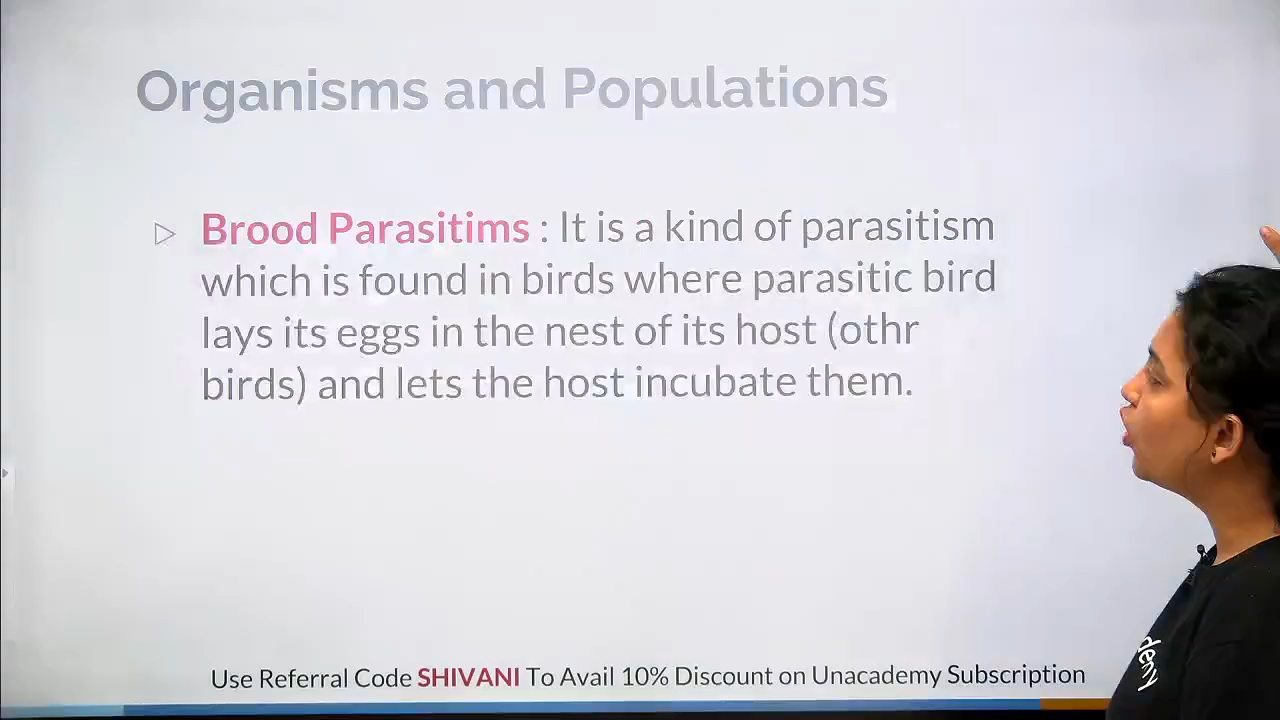 Organisms and Populations
Brood Parasitims : It is a kind of parasitism
which is found in birds where parasitic bird
lays its eggs in the nest of its host (othr
birds) and lets the host incubate them.
Use Referral Code SHIVANI To Avail 10% Discount on Unacademy Subscription
demy